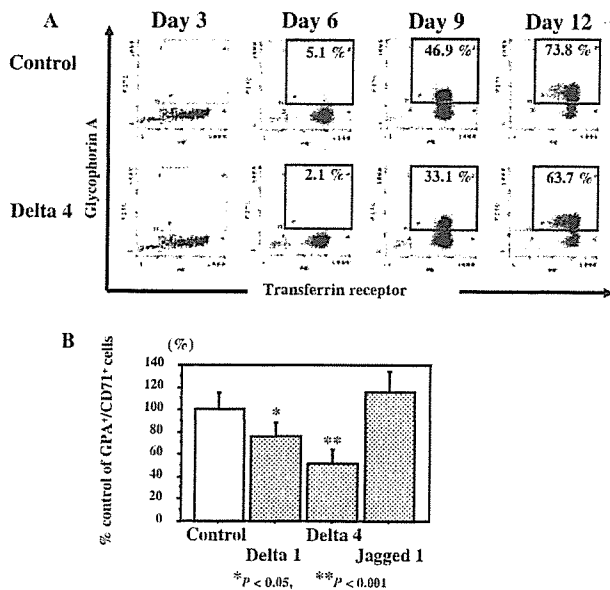 A
Day 3 Day 6 Day 9 Day 12
Control
5.1 % 46.9 % 73.8 %
Delta 4
2.1 % 33.1 % 63.7 %
Glycophorin A
Transferrin receptor
B
(%)
% control of GPA+/CD71+ cells
140
120
100
80
60
40
20
0
* **
Control Delta 4
Delta 1 Jagged 1
*P < 0.05, **P < 0.001